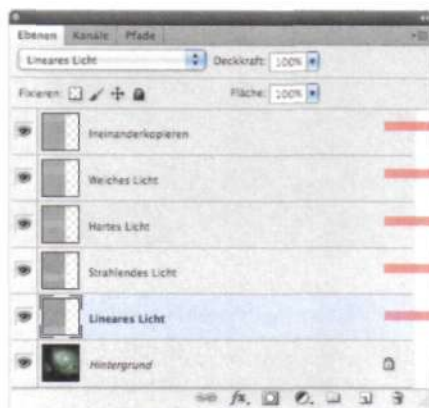 Ebenen Kanäle Pfade
Lineares Licht Deckkraft: 100%
Fixieren: Fläche: 100%
Ineinanderkopieren
Weiches Licht
Hartes Licht
Strahlendes Licht
Lineares Licht
Hintergrund
fx.